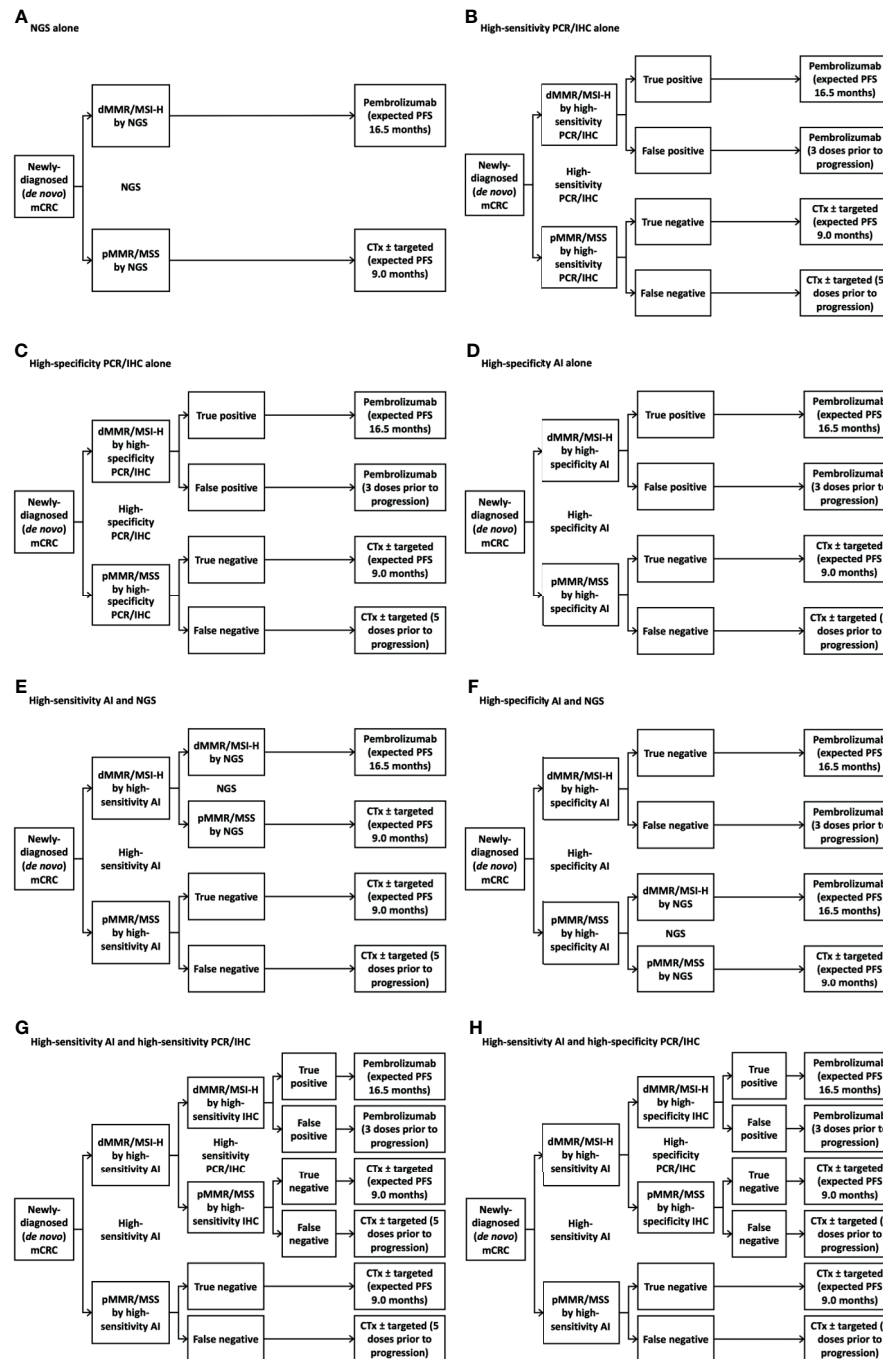 A
NGS alone
dMMR/MSI-H
by NGS
Pembrolizumab
(expected PFS
16.5 months)
Newly-
diagnosed
(de novo)
mCRC
NGS
pMMR/MSS
by NGS
CTx ± targeted
(expected PFS
9.0 months)
B
High-sensitivity PCR/IHC alone
True positive
Pembrolizumab
(expected PFS
16.5 months)
dMMR/MSI-H
by high-
sensitivity
PCR/IHC
False positive
Pembrolizumab
(3 doses prior to
progression)
Newly-
diagnosed
(de novo)
mCRC
High-
sensitivity
PCR/IHC
True negative
CTx ± targeted
(expected PFS
9.0 months)
pMMR/MSS
by high-
sensitivity
PCR/IHC
False negative
CTx ± targeted (5
doses prior to
progression)
C
High-specificity PCR/IHC alone
True positive
Pembrolizumab
(expected PFS
16.5 months)
dMMR/MSI-H
by high-
specificity
PCR/IHC
False positive
Pembrolizumab
(3 doses prior to
progression)
Newly-
diagnosed
(de novo)
mCRC
High-
specificity
PCR/IHC
True negative
CTx ± targeted
(expected PFS
9.0 months)
pMMR/MSS
by high-
specificity
PCR/IHC
False negative
CTx ± targeted (5
doses prior to
progression)
D
High-specificity AI alone
True positive
Pembrolizumab
(expected PFS
16.5 months)
dMMR/MSI-H
by high-
specificity AI
False positive
Pembrolizumab
(3 doses prior to
progression)
Newly-
diagnosed
(de novo)
mCRC
High-
specificity AI
True negative
CTx ± targeted
(expected PFS
9.0 months)
pMMR/MSS
by high-
specificity AI
False negative
CTx ± targeted (
doses prior to
progression)
E
High-sensitivity AI and NGS
dMMR/MSI-H
by NGS
Pembrolizumab
(expected PFS
16.5 months)
dMMR/MSI-H
by high-
sensitivity AI
NGS
pMMR/MSS
by NGS
CTx ± targeted
(expected PFS
9.0 months)
Newly-
diagnosed
(de novo)
mCRC
High-
sensitivity AI
True negative
CTx ± targeted
(expected PFS
9.0 months)
pMMR/MSS
by high-
sensitivity AI
False negative
CTx ± targeted (5
doses prior to
progression)
F
High-specificity AI and NGS
True negative
Pembrolizumab
(expected PFS
16.5 months)
dMMR/MSI-H
by high-
specificity AI
False negative
Pembrolizumab
(3 doses prior to
progression)
Newly-
diagnosed
(de novo)
mCRC
High-
specificity AI
dMMR/MSI-H
by NGS
Pembrolizumab
(expected PFS
16.5 months)
pMMR/MSS
by high-
specificity AI
NGS
pMMR/MSS
by NGS
CTx ± targeted
(expected PFS
9.0 months)
G
High-sensitivity AI and high-sensitivity PCR/IHC
True
positive
Pembrolizumab
(expected PFS
16.5 months)
dMMR/MSI-H
by high-
sensitivity IHC
False
positive
Pembrolizumab
(3 doses prior to
progression)
dMMR/MSI-H
by high-
sensitivity AI
High-
sensitivity
PCR/IHC
True
negative
CTx ± targeted
(expected PFS
9.0 months)
pMMR/MSS
by high-
sensitivity IHC
False
negative
CTx ± targeted (5
doses prior to
progression)
Newly-
diagnosed
(de novo)
mCRC
High-
sensitivity AI
True negative
CTx ± targeted
(expected PFS
9.0 months)
pMMR/MSS
by high-
sensitivity AI
False negative
CTx ± targeted (5
doses prior to
progression)
H
High-sensitivity AI and high-specificity PCR/IHC
True
positive
Pembrolizumab
(expected PFS
16.5 months)
dMMR/MSI-H
by high-
specificity IHC
False
positive
Pembrolizumab
(3 doses prior to
progression)
dMMR/MSI-H
by high-
sensitivity AI
High-
specificity
PCR/IHC
True
negative
CTx ± targeted
(expected PFS
9.0 months)
pMMR/MSS
by high-
specificity IHC
False
negative
CTx ± targeted (
doses prior to
progression)
Newly-
diagnosed
(de novo)
mCRC
High-
sensitivity AI
True negative
CTx ± targeted
(expected PFS
9.0 months)
pMMR/MSS
by high-
sensitivity AI
False negative
CTx ± targeted (
doses prior to
progression)